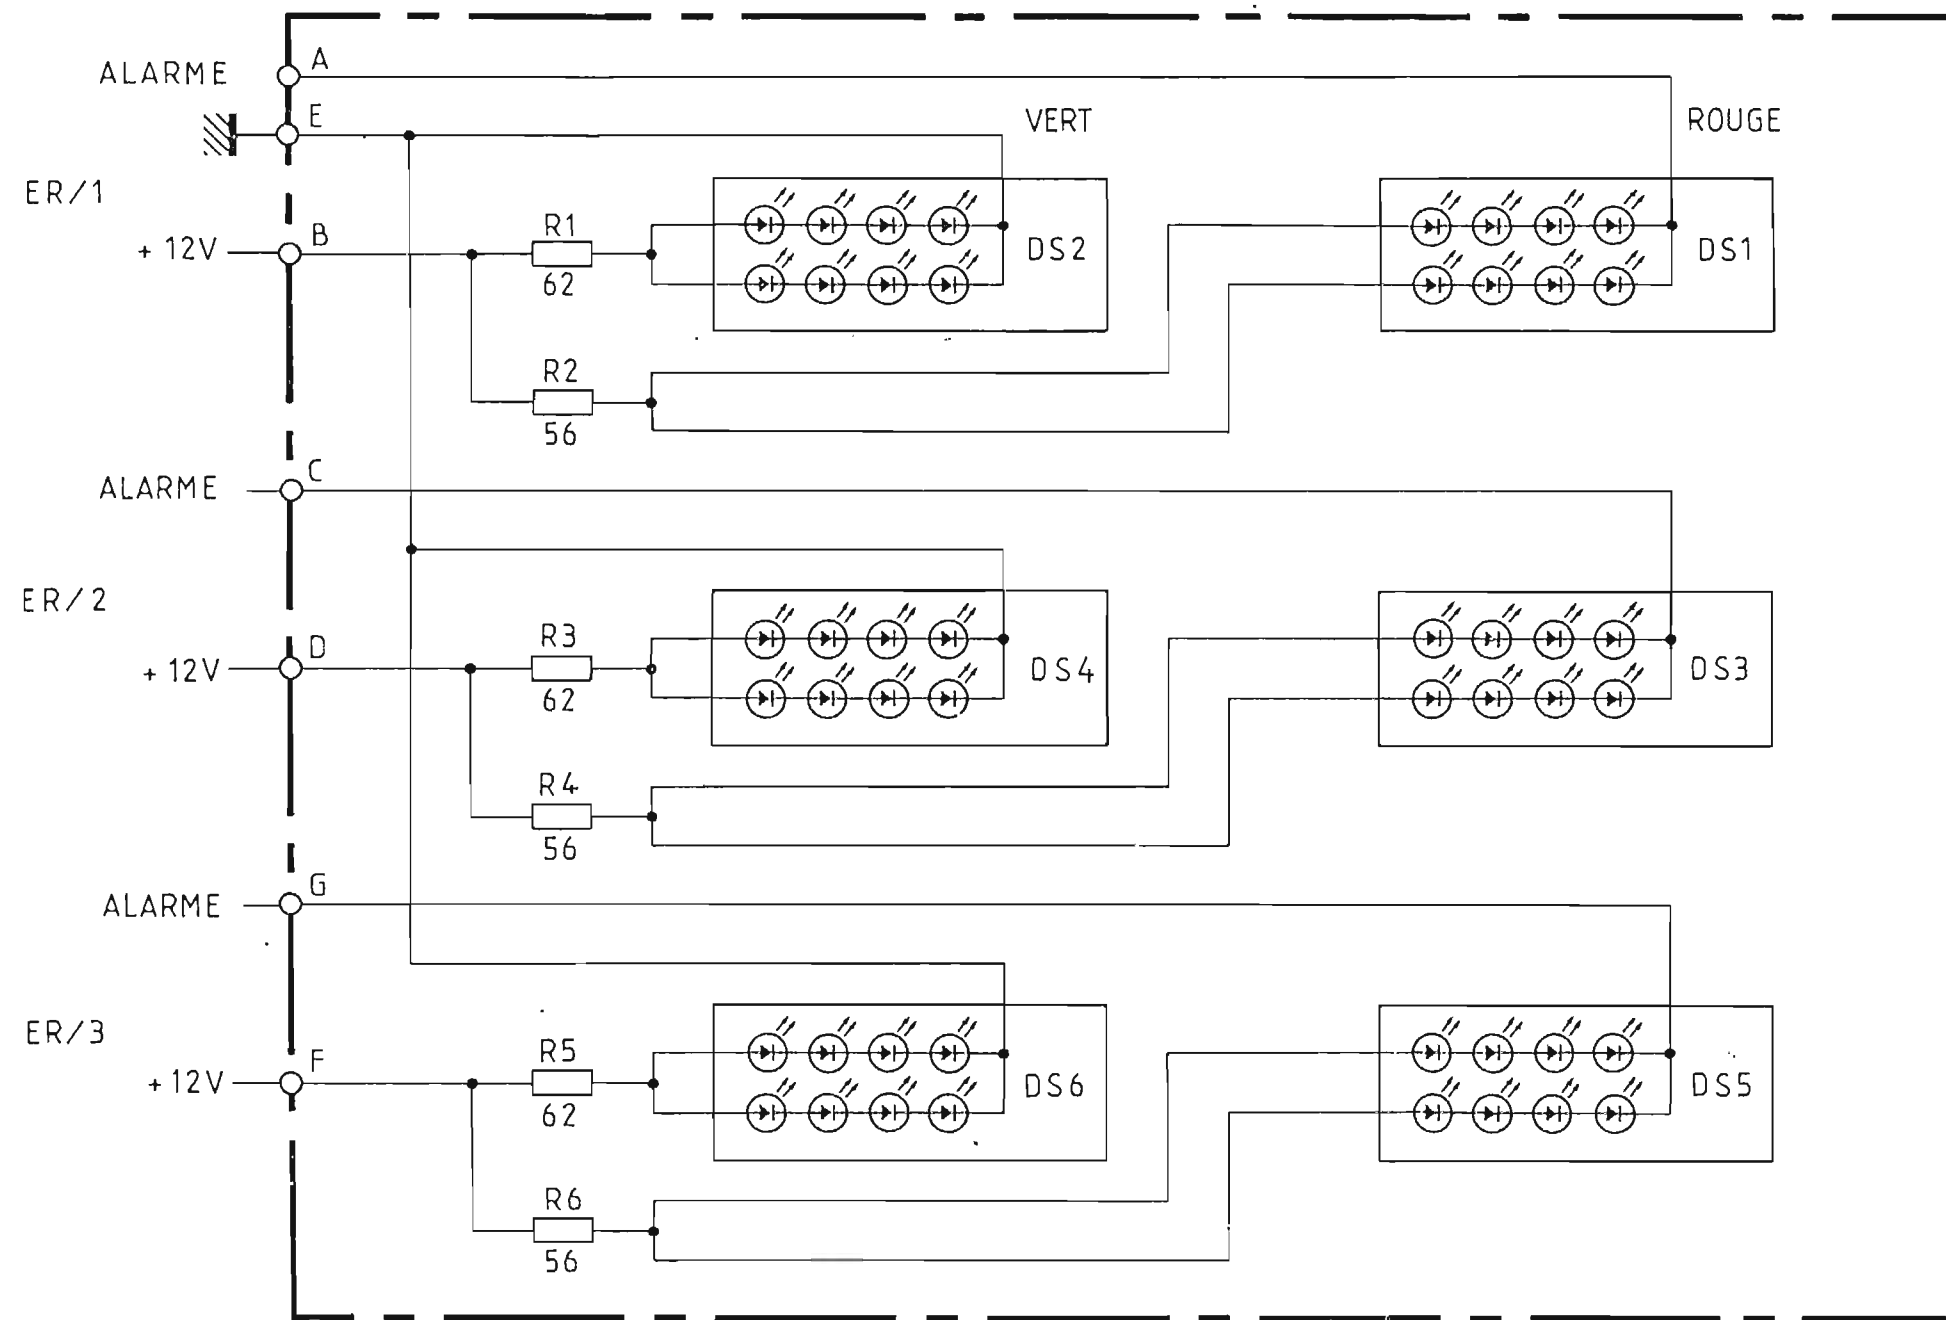 ALARME
A
E
VERT
ROUGE
ER/1
+ 12V
B
R1
62
DS2
DS1
R2
56
ALARME
C
ER/2
+ 12V
D
R3
62
DS4
DS3
R4
56
ALARME
G
ER/3
+ 12V
F
R5
62
DS6
DS5
R6
56